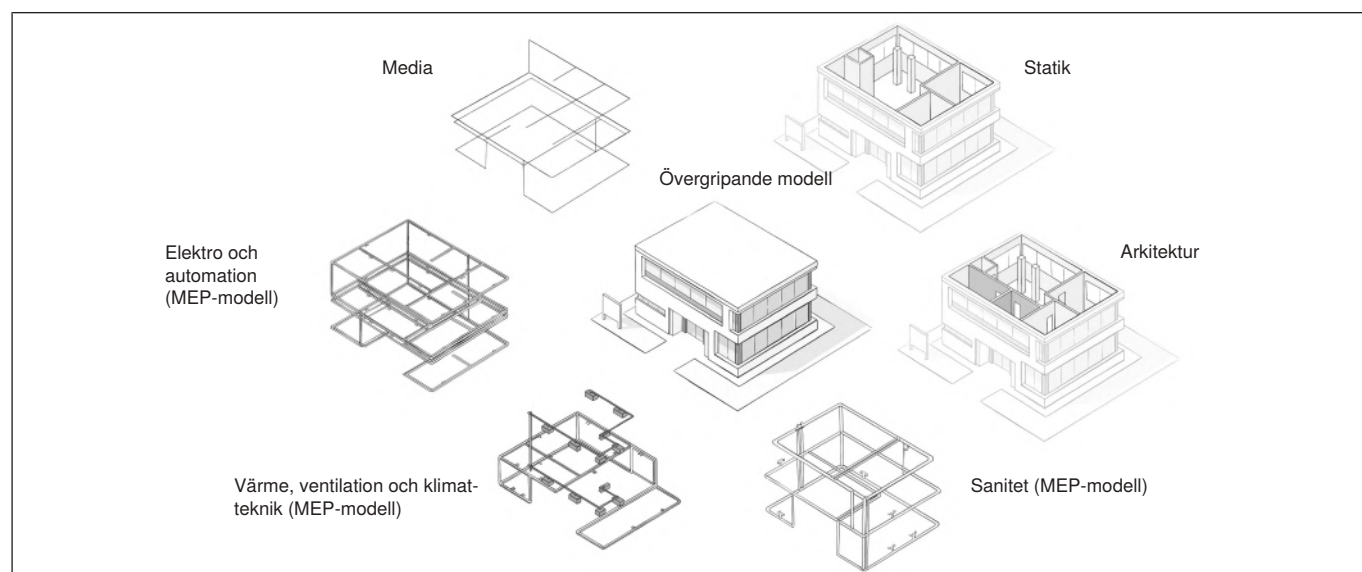 Media
Statik
Övergripande modell
Elektro och
automation
(MEP-modell)
Arkitektur
Värme, ventilation och klimat-
teknik (MEP-modell)
Sanitet (MEP-modell)